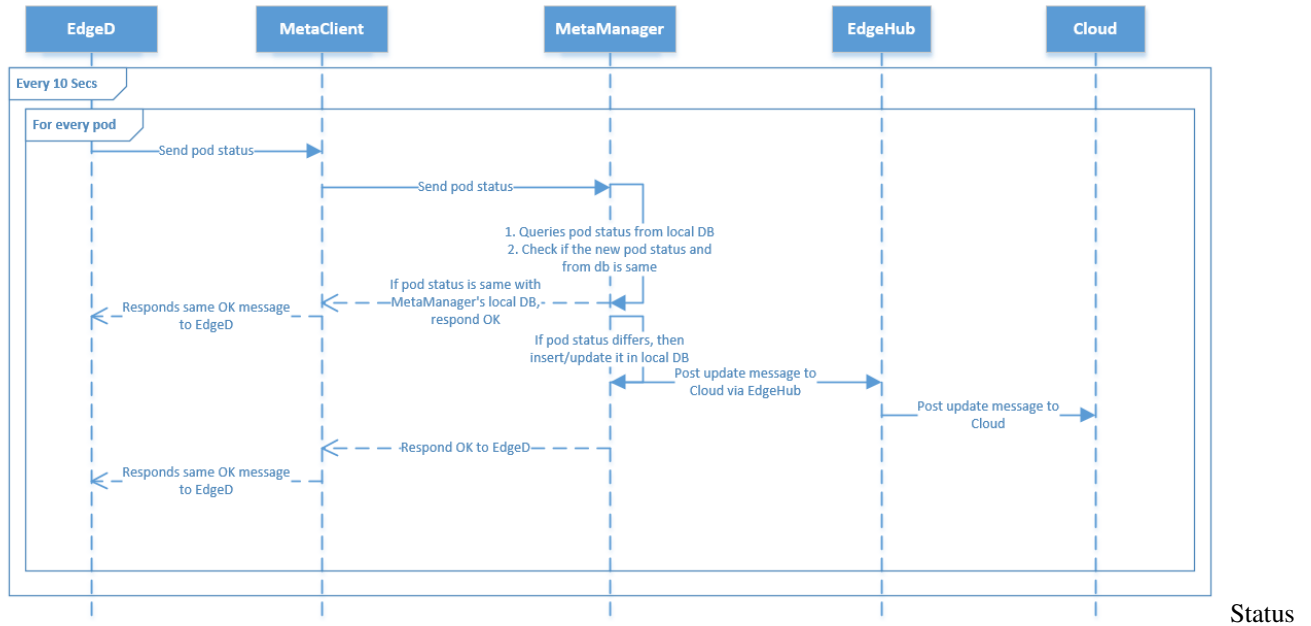 EdgeD
MetaClient
MetaManager
EdgeHub
Cloud
Every 10 Secs
For every pod
Send pod status
Send pod status
1. Queries pod status from local DB
2. Check if the new pod status and
from db is same
If pod status is same with
MetaManager's local DB,
respond OK
Responds same OK message
to EdgeD
If pod status differs, then
insert/update it in local DB
Post update message to
Cloud via EdgeHub
Post update message to
Cloud
Respond OK to EdgeD
Responds same OK message
to EdgeD
Status